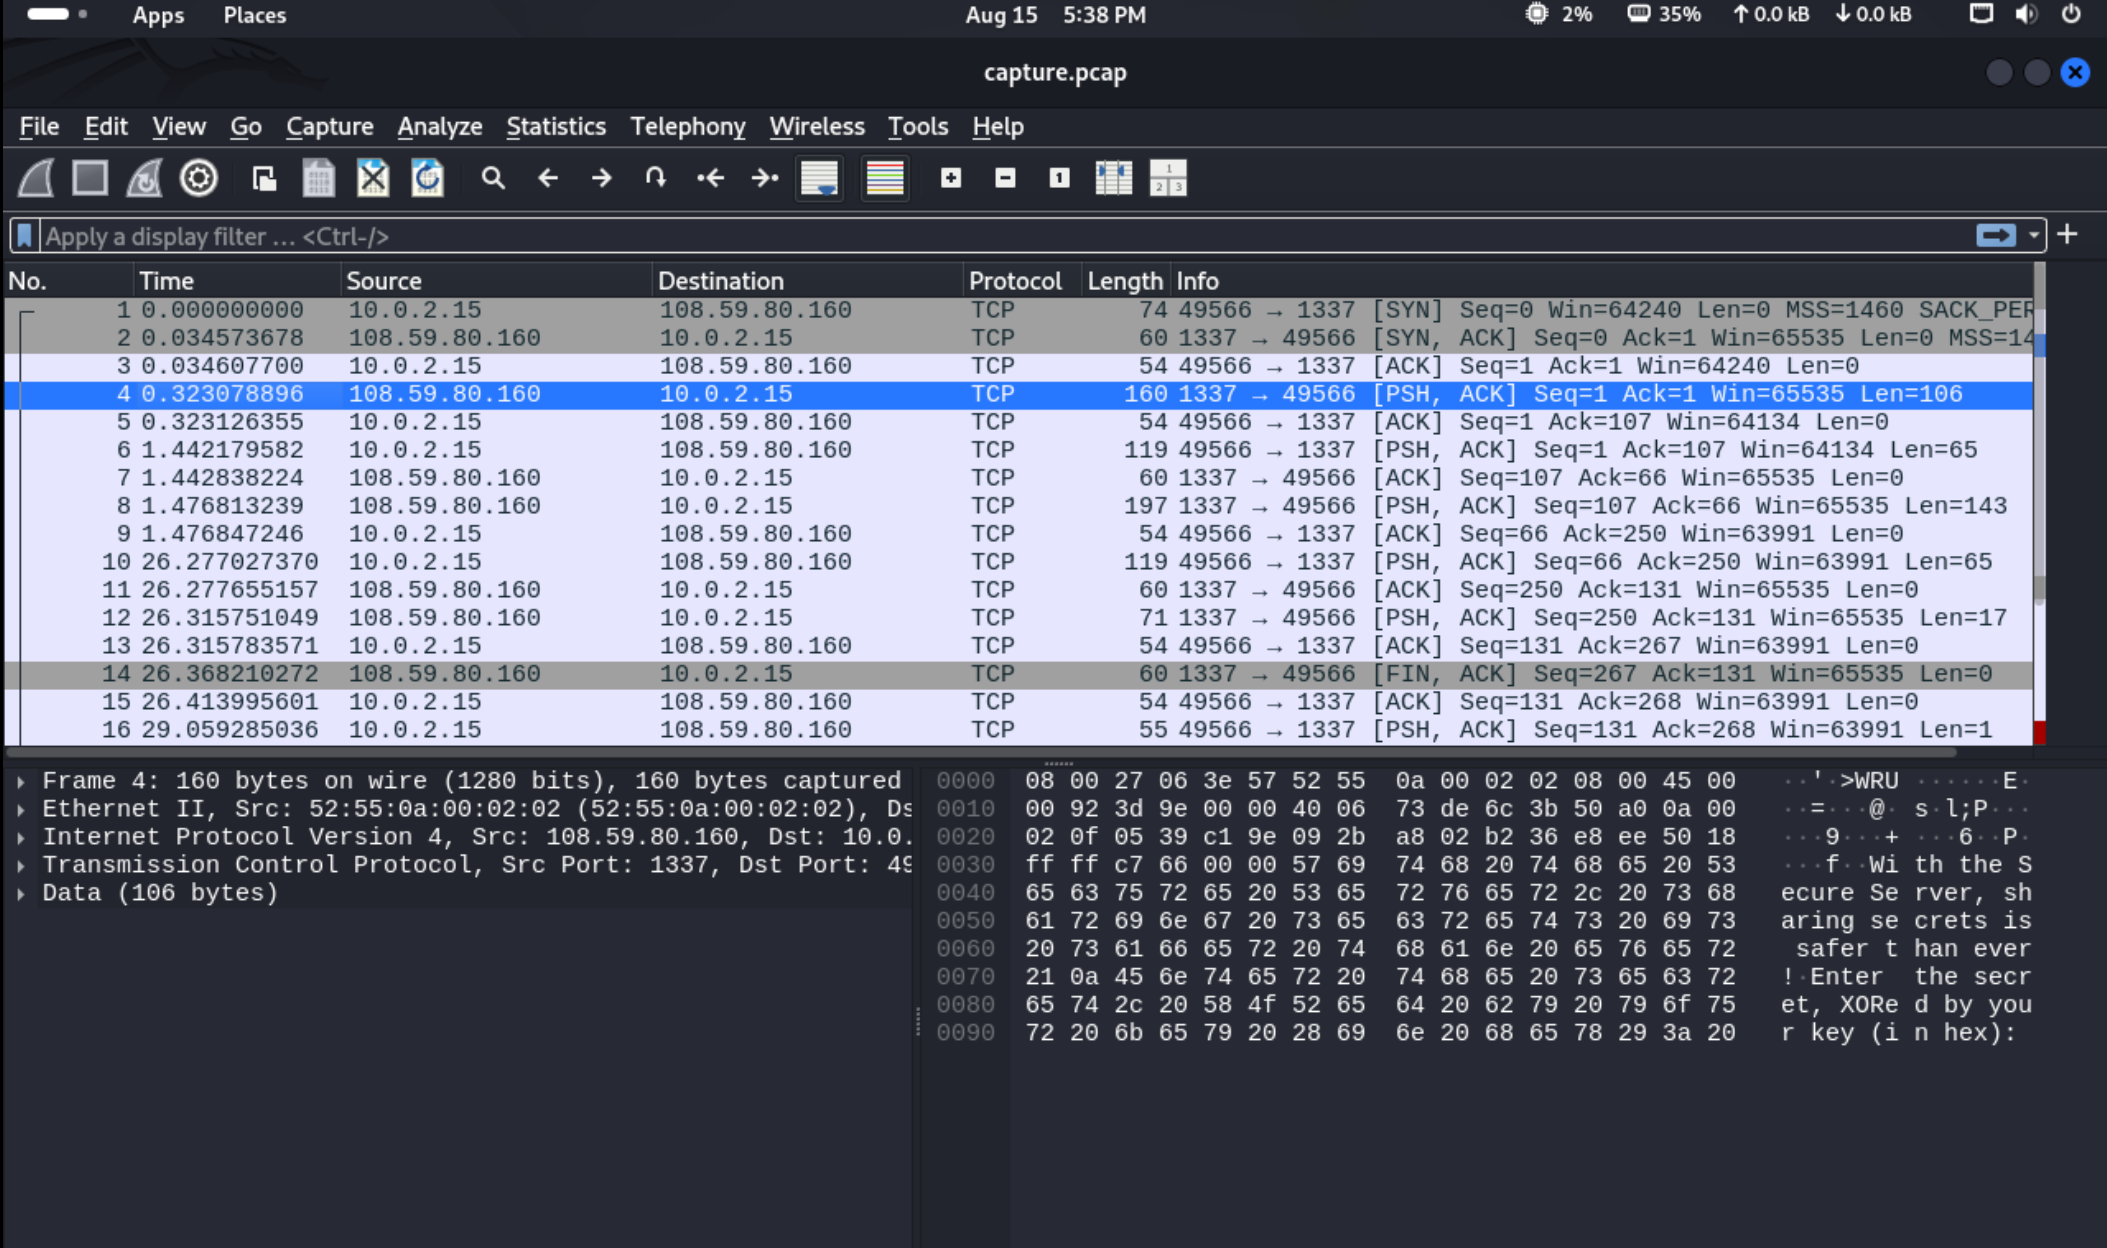 Apps Places Aug 15 5:38 PM 2% 35% ↑0.0 kB ↓0.0 kB
capture.pcap
File Edit View Go Capture Analyze Statistics Telephony Wireless Tools Help
Apply a display filter … <Ctrl-/>
No. Time Source Destination Protocol Length Info
1 0.000000000 10.0.2.15 108.59.80.160 TCP 74 49566 → 1337 [SYN] Seq=0 Win=64240 Len=0 MSS=1460 SACK_PER
2 0.034573678 108.59.80.160 10.0.2.15 TCP 60 1337 → 49566 [SYN, ACK] Seq=0 Ack=1 Win=65535 Len=0 MSS=14
3 0.034607700 10.0.2.15 108.59.80.160 TCP 54 49566 → 1337 [ACK] Seq=1 Ack=1 Win=64240 Len=0
4 0.323078896 108.59.80.160 10.0.2.15 TCP 160 1337 → 49566 [PSH, ACK] Seq=1 Ack=1 Win=65535 Len=106
5 0.323126355 10.0.2.15 108.59.80.160 TCP 54 49566 → 1337 [ACK] Seq=1 Ack=107 Win=64134 Len=0
6 1.442179582 10.0.2.15 108.59.80.160 TCP 119 49566 → 1337 [PSH, ACK] Seq=1 Ack=107 Win=64134 Len=65
7 1.442838224 108.59.80.160 10.0.2.15 TCP 60 1337 → 49566 [ACK] Seq=107 Ack=66 Win=65535 Len=0
8 1.476813239 108.59.80.160 10.0.2.15 TCP 197 1337 → 49566 [PSH, ACK] Seq=107 Ack=66 Win=65535 Len=143
9 1.476847246 10.0.2.15 108.59.80.160 TCP 54 49566 → 1337 [ACK] Seq=66 Ack=250 Win=63991 Len=0
10 26.277027370 10.0.2.15 108.59.80.160 TCP 119 49566 → 1337 [PSH, ACK] Seq=66 Ack=250 Win=63991 Len=65
11 26.277655157 108.59.80.160 10.0.2.15 TCP 60 1337 → 49566 [ACK] Seq=250 Ack=131 Win=65535 Len=0
12 26.315751049 108.59.80.160 10.0.2.15 TCP 71 1337 → 49566 [PSH, ACK] Seq=250 Ack=131 Win=65535 Len=17
13 26.315783571 10.0.2.15 108.59.80.160 TCP 54 49566 → 1337 [ACK] Seq=131 Ack=267 Win=63991 Len=0
14 26.368210272 108.59.80.160 10.0.2.15 TCP 60 1337 → 49566 [FIN, ACK] Seq=267 Ack=131 Win=65535 Len=0
15 26.413995601 10.0.2.15 108.59.80.160 TCP 54 49566 → 1337 [ACK] Seq=131 Ack=268 Win=63991 Len=0
16 29.059285036 10.0.2.15 108.59.80.160 TCP 55 49566 → 1337 [PSH, ACK] Seq=131 Ack=268 Win=63991 Len=1
Frame 4: 160 bytes on wire (1280 bits), 160 bytes captured
Ethernet II, Src: 52:55:0a:00:02:02 (52:55:0a:00:02:02), Ds
Internet Protocol Version 4, Src: 108.59.80.160, Dst: 10.0.
Transmission Control Protocol, Src Port: 1337, Dst Port: 49
Data (106 bytes)
0000 08 00 27 06 3e 57 52 55 0a 00 02 02 08 00 45 00 ··'·>WRU ······E·
0010 00 92 3d 9e 00 00 40 06 73 de 6c 3b 50 a0 0a 00 ··=···@· s·l;P···
0020 02 0f 05 39 c1 9e 09 2b a8 02 b2 36 e8 ee 50 18 ···9···+ ···6··P·
0030 ff ff c7 66 00 00 57 69 74 68 20 74 68 65 20 53 ···f··Wi th the S
0040 65 63 75 72 65 20 53 65 72 76 65 72 2c 20 73 68 ecure Se rver, sh
0050 61 72 69 6e 67 20 73 65 63 72 65 74 73 20 69 73 aring se crets is
0060 20 73 61 66 65 72 20 74 68 61 6e 20 65 76 65 72 safer t han ever
0070 21 0a 45 6e 74 65 72 20 74 68 65 20 73 65 63 72 !·Enter the secr
0080 65 74 2c 20 58 4f 52 65 64 20 62 79 20 79 6f 75 et, XORe d by you
0090 72 20 6b 65 79 20 28 69 6e 20 68 65 78 29 3a 20 r key (i n hex):